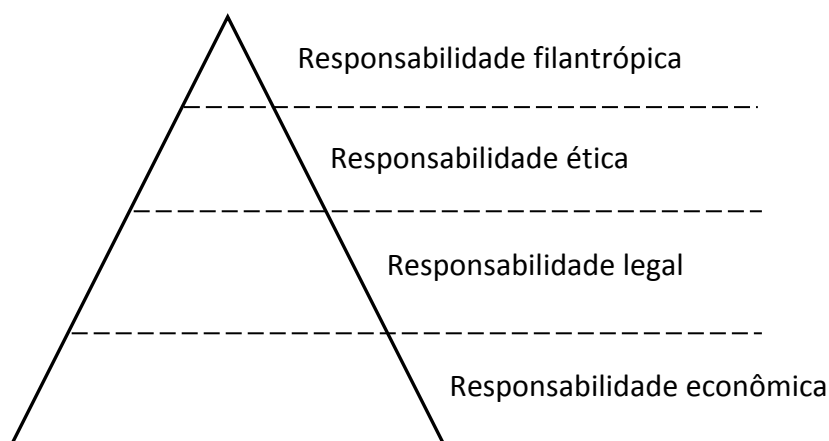 Responsabilidade filantrópica
Responsabilidade ética
Responsabilidade legal
Responsabilidade econômica